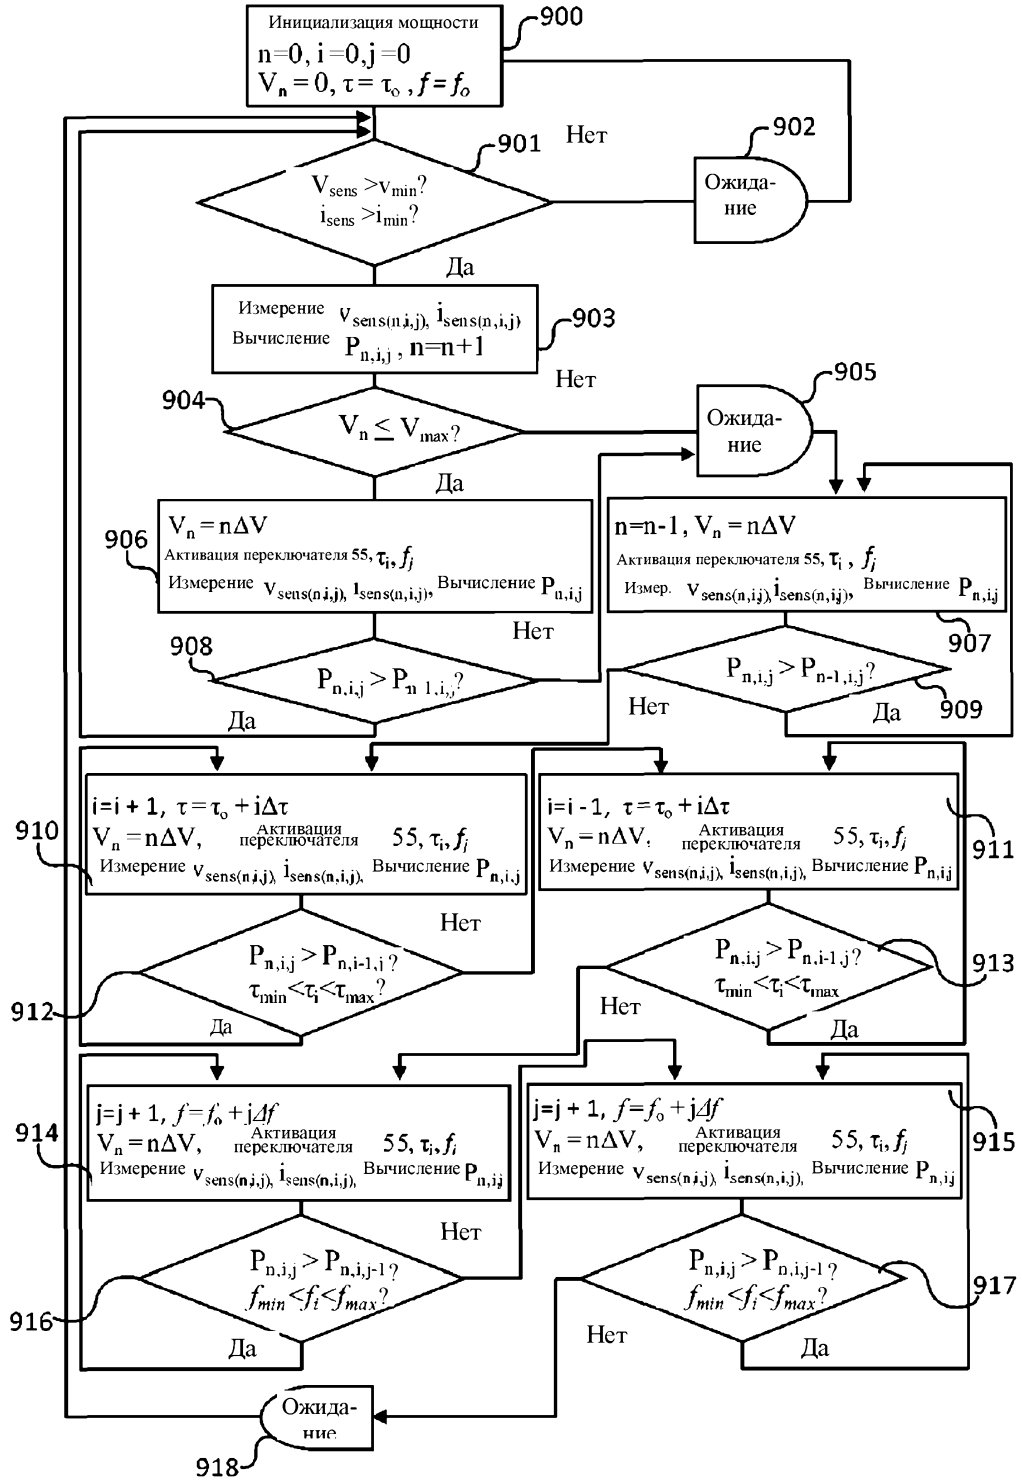 Инициализация мощности
n=0, i=0, j=0
Vn = 0, τ = τo , f = fo
900
901
Нет
902
Vsens >vmin?
isens >imin?
Ожида-
ние
Да
Измерение vsens(n,i,j), isens(n,i,j)
Вычисление Pn,i,j , n=n+1
903
Нет
904
905
Vn ≤ Vmax?
Ожида-
ние
Да
906
Vn = nΔV
Активация переключателя 55, τi, fj
Измерение vsens(n,i,j), isens(n,i,j), Вычисление Pn,i,j
n=n-1, Vn = nΔV
Активация переключателя 55, τi , fj
Измер. vsens(n,i,j), isens(n,i,j), Вычисление Pn,i,j
907
Нет
908
Pn,i,j > Pn-1,i,j?
Да
Pn,i,j > Pn-1,i,j?
Нет
Да
909
910
i=i + 1, τ = τo + iΔτ
Vn = nΔV, Активация переключателя 55, τi, fj
Измерение vsens(n,i,j), isens(n,i,j), Вычисление Pn,i,j
i=i -1, τ= τo + iΔτ
Vn = nΔV, Активация переключателя 55, τi, fj
Измерение vsens(n,i,j), isens(n,i,j), Вычисление Pn,i,j
911
Нет
Pn,i,j > Pn,i-1,j?
τmin<τi<τmax?
912
Да
Pn,i,j > Pn,i-1,j?
τmin<τi<τmax
913
Нет
Да
914
j=j + 1, f=fo + jΔf
Vn = nΔV, Активация переключателя 55, τi, fi
Измерение vsens(n,i,j), isens(n,i,j), Вычисление Pn,i,j
j=j + 1, f=fo + jΔf
Vn = nΔV, Активация переключателя 55, τi, fj
Измерение vsens(n,i,j), isens(n,i,j), Вычисление Pn,i,j
915
Нет
Pn,i,j > Pn,i,j-1?
fmin <fi<fmax?
916
Да
Pn,i,j > Pn,i,j-1?
fmin <fi<fmax?
917
Нет
Да
Ожида-
ние
918